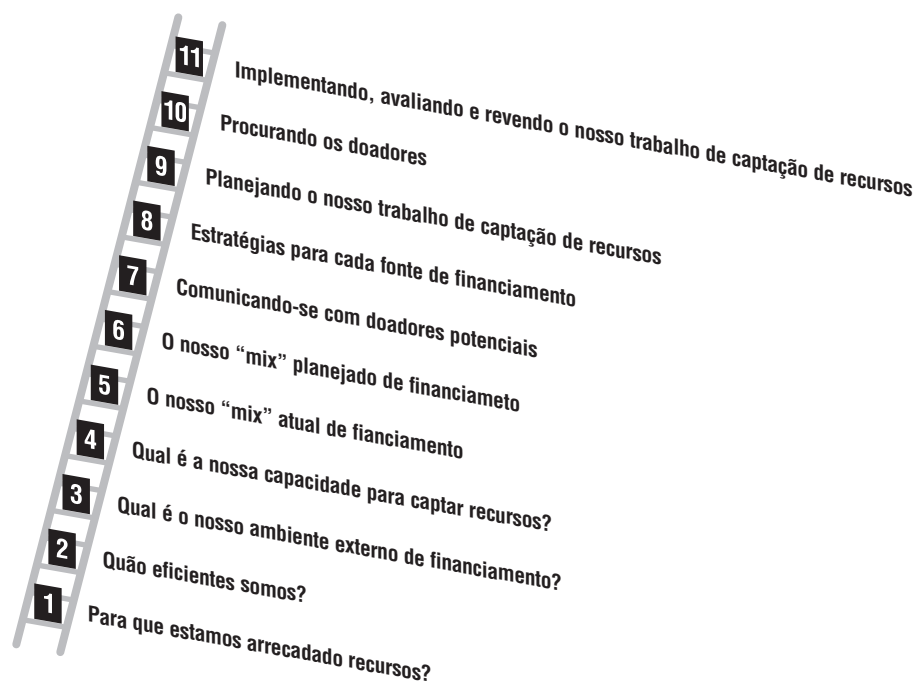 11 Implementando, avaliando e revendo o nosso trabalho de captação de recursos
10 Procurando os doadores
9 Planejando o nosso trabalho de captação de recursos
8 Estratégias para cada fonte de financiamento
7 Comunicando-se com doadores potenciais
6 O nosso “mix” planejado de financiameto
5 O nosso “mix” atual de fianciamento
4 Qual é a nossa capacidade para captar recursos?
3 Qual é o nosso ambiente externo de financiamento?
2 Quão eficientes somos?
1 Para que estamos arrecadado recursos?